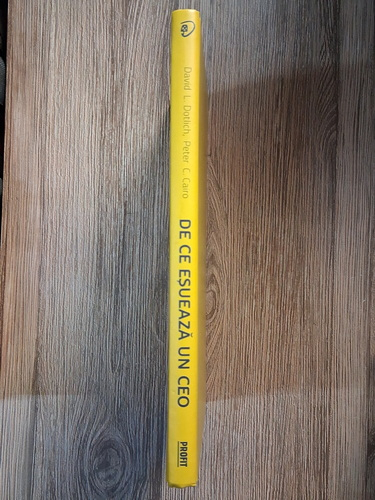 David L. Dotlich, Peter C. Cairo
DE CE EȘUEAZĂ UN CEO
PROFIT